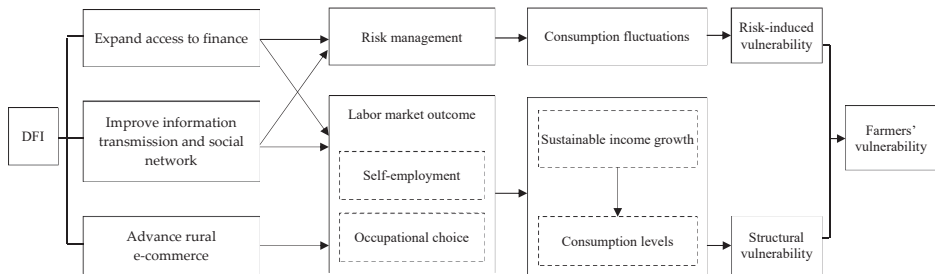 DFI
Expand access to finance
Improve information
transmission and social
network
Advance rural
e-commerce
Risk management
Labor market outcome
Self-employment
Occupational choice
Consumption fluctuations
Sustainable income growth
Consumption levels
Risk-induced
vulnerability
Structural
vulnerability
Farmers'
vulnerability